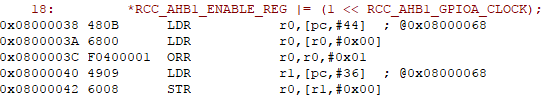 18: *RCC_AHB1_ENABLE_REG |= (1 << RCC_AHB1_GPIOA_CLOCK);
0x08000038 480B LDR r0,[pc,#44] ; @0x08000068
0x0800003A 6800 LDR r0,[r0,#0x00]
0x0800003C F0400001 ORR r0,r0,#0x01
0x08000040 4909 LDR r1,[pc,#36] ; @0x08000068
0x08000042 6008 STR r0,[r1,#0x00]